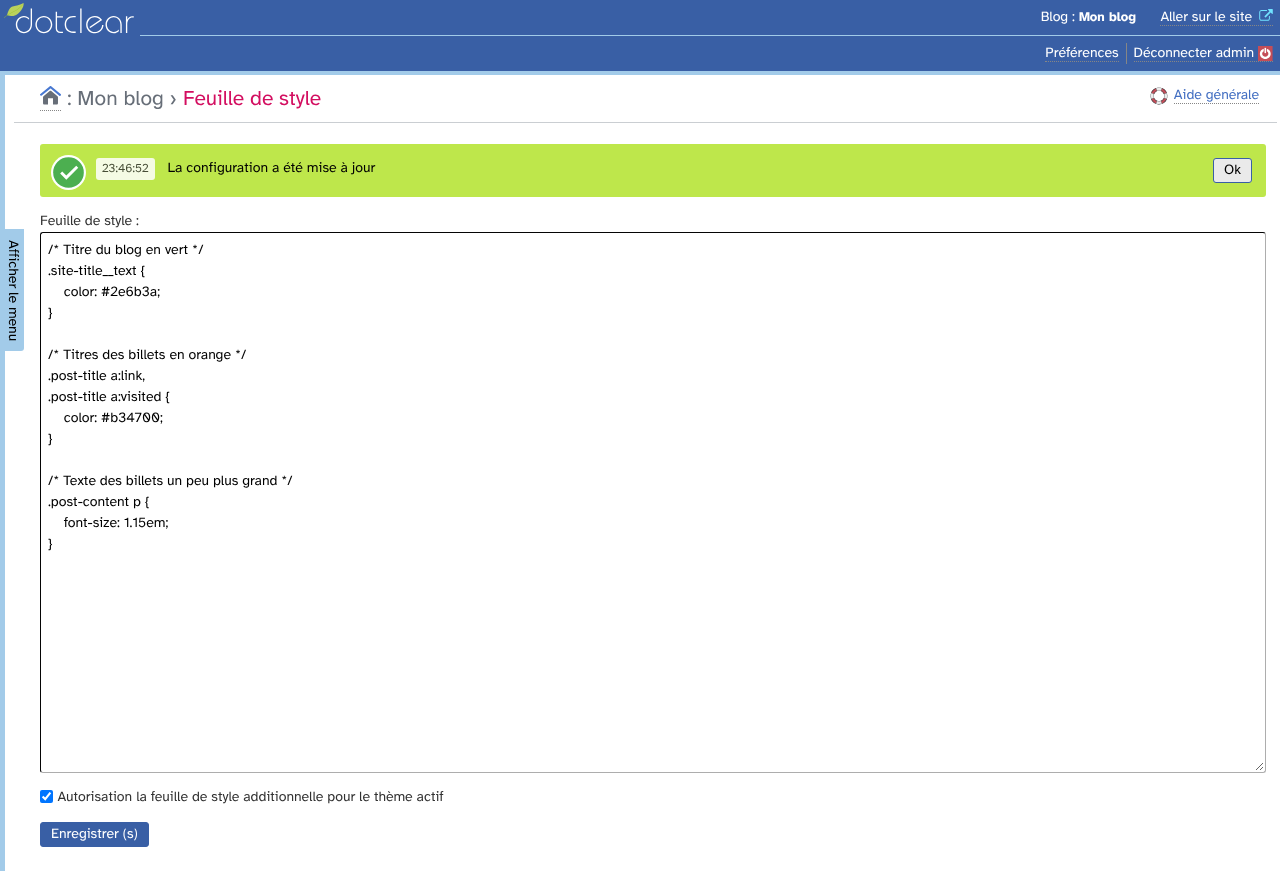 dotclear
Blog : Mon blog
Aller sur le site
Préférences
Déconnecter admin
: Mon blog › Feuille de style
Aide générale
23:46:52 La configuration a été mise à jour
Ok
Feuille de style :
Afficher le menu
/* Titre du blog en vert */
.site-title__text {
    color: #2e6b3a;
}

/* Titres des billets en orange */
.post-title a:link,
.post-title a:visited {
    color: #b34700;
}

/* Texte des billets un peu plus grand */
.post-content p {
    font-size: 1.15em;
}
Autorisation la feuille de style additionnelle pour le thème actif
Enregistrer (s)